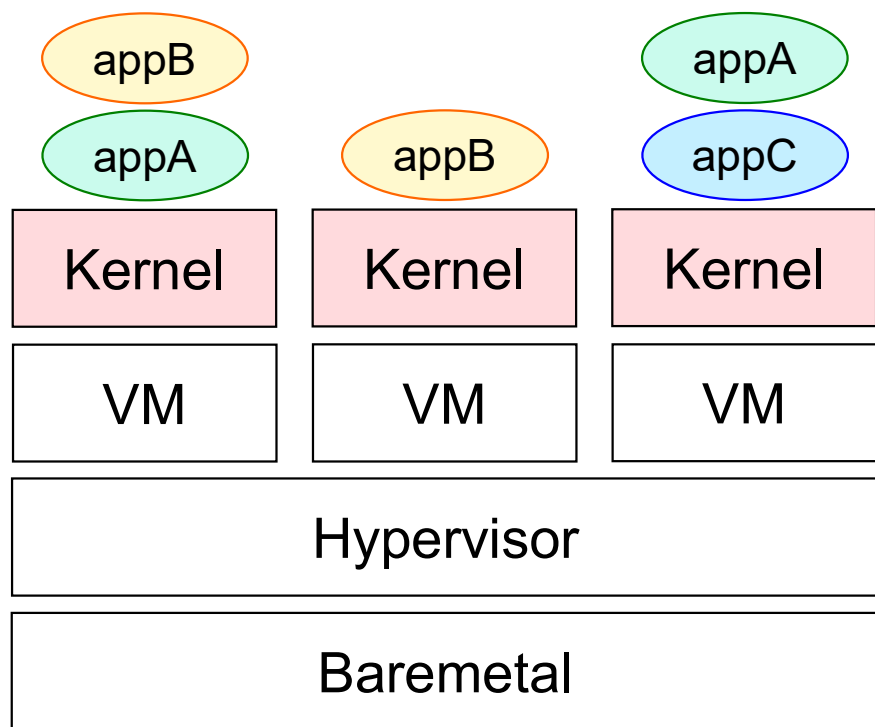 appB
appA
appA
appB
appC
Kernel
Kernel
Kernel
VM
VM
VM
Hypervisor
Baremetal